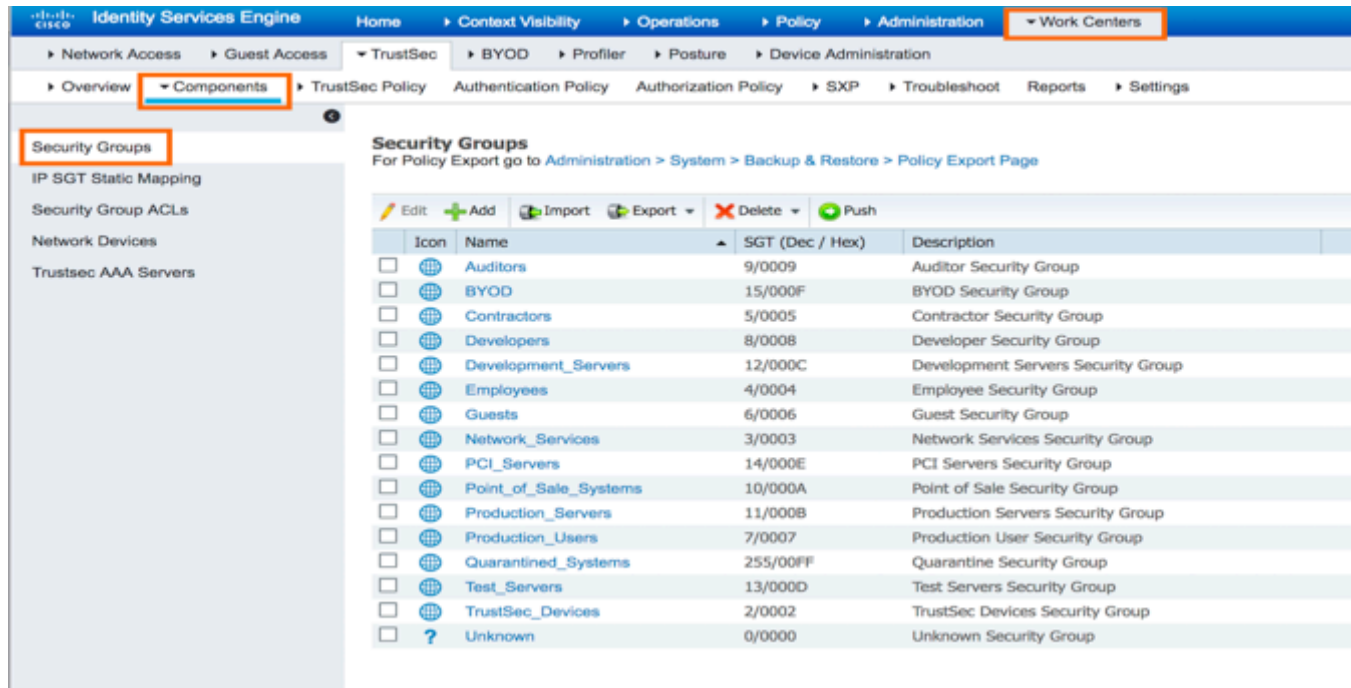 cisco Identity Services Engine Home Context Visibility Operations Policy Administration Work Centers
Network Access Guest Access TrustSec BYOD Profiler Posture Device Administration
Overview Components TrustSec Policy Authentication Policy Authorization Policy SXP Troubleshoot Reports Settings
Security Groups
IP SGT Static Mapping
Security Group ACLs
Network Devices
Trustsec AAA Servers
Security Groups
For Policy Export go to Administration > System > Backup & Restore > Policy Export Page
Edit Add Import Export Delete Push
Icon Name SGT (Dec / Hex) Description
Auditors 9/0009 Auditor Security Group
BYOD 15/000F BYOD Security Group
Contractors 5/0005 Contractor Security Group
Developers 8/0008 Developer Security Group
Development_Servers 12/000C Development Servers Security Group
Employees 4/0004 Employee Security Group
Guests 6/0006 Guest Security Group
Network_Services 3/0003 Network Services Security Group
PCI_Servers 14/000E PCI Servers Security Group
Point_of_Sale_Systems 10/000A Point of Sale Security Group
Production_Servers 11/000B Production Servers Security Group
Production_Users 7/0007 Production User Security Group
Quarantined_Systems 255/00FF Quarantine Security Group
Test_Servers 13/000D Test Servers Security Group
TrustSec_Devices 2/0002 TrustSec Devices Security Group
? Unknown 0/0000 Unknown Security Group